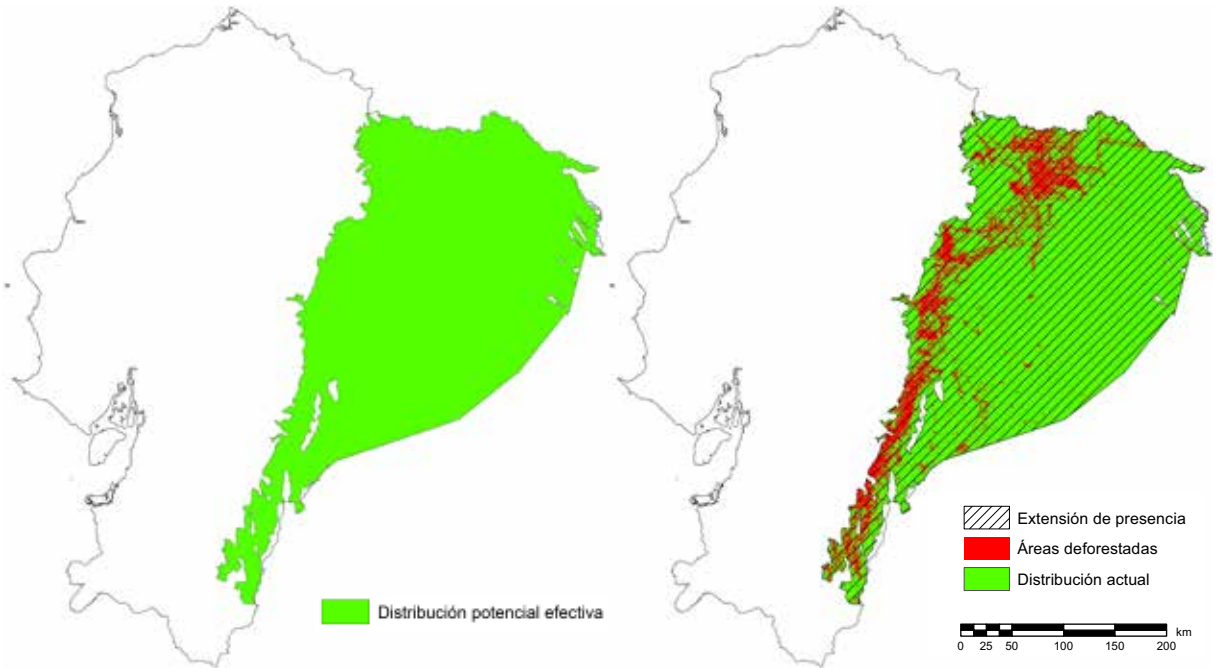 Distribución potencial efectiva
Extensión de presencia
Áreas deforestadas
Distribución actual
km
0 25 50 100 150 200